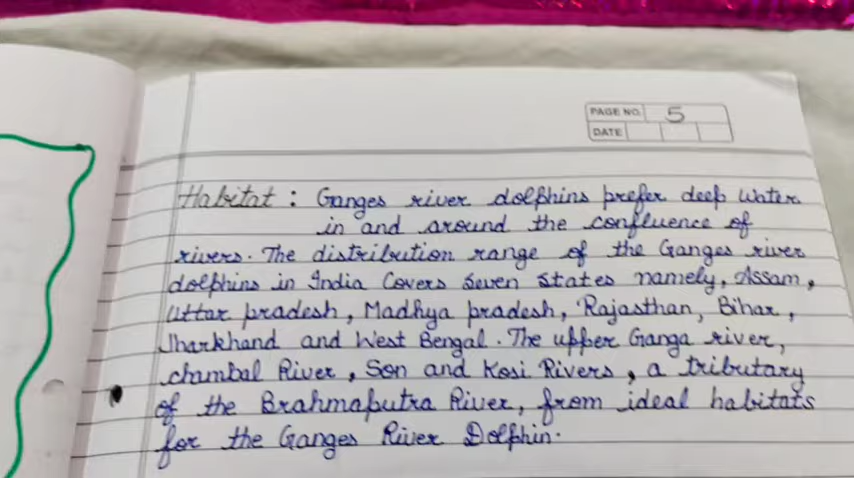 PAGE NO. 5
DATE
Habitat : Ganges river dolphins prefer deep water
in and around the confluence of
rivers. The distribution range of the Ganges river
dolphins in India Covers seven states namely, Assam,
Uttar pradesh, Madhya pradesh, Rajasthan, Bihar,
Jharkhand and West Bengal. The upper Ganga river,
chambal River, Son and Kosi Rivers, a tributary
of the Brahmaputra River, from ideal habitats
for the Ganges River Dolphin.